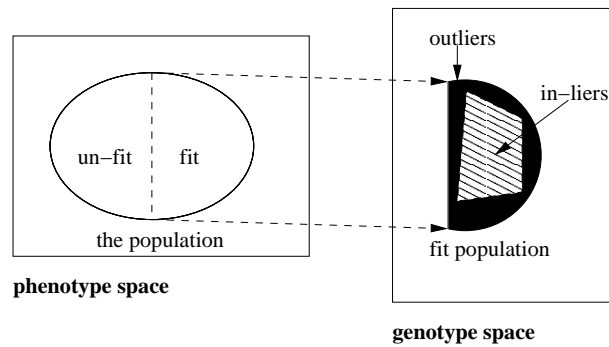 un−fit
fit
the population
phenotype space
outliers
in−liers
fit population
genotype space